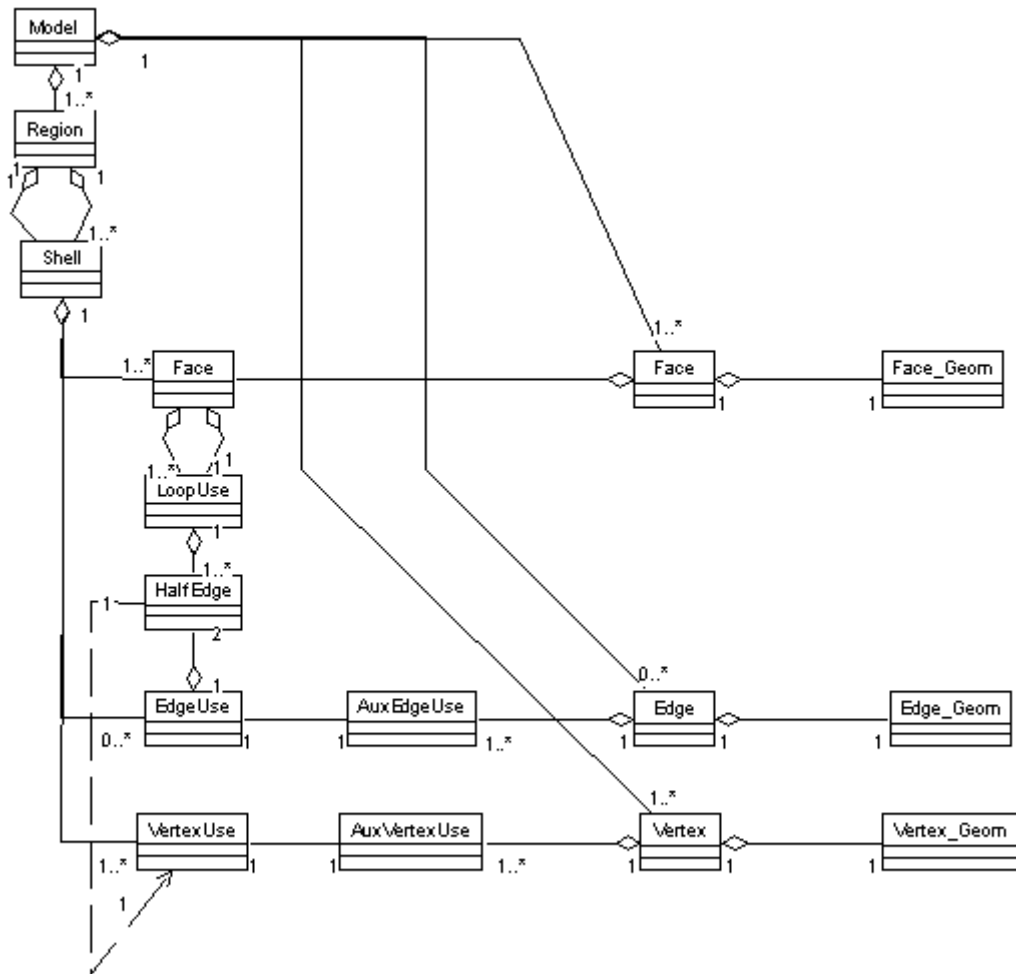 Model
1
1
1..*
Region
1
1
1
1..*
Shell
1
1..*
1..*
Face
Face
Face_Geom
1
1
1..*
1
1
LoopUse
1
1..*
HalfEdge
1
2
1
0..*
EdgeUse
AuxEdgeUse
Edge
Edge_Geom
0..*
1
1..*
1
1
1
1..*
VertexUse
AuxVertexUse
Vertex
Vertex_Geom
1..*
1
1..*
1
1
1
1